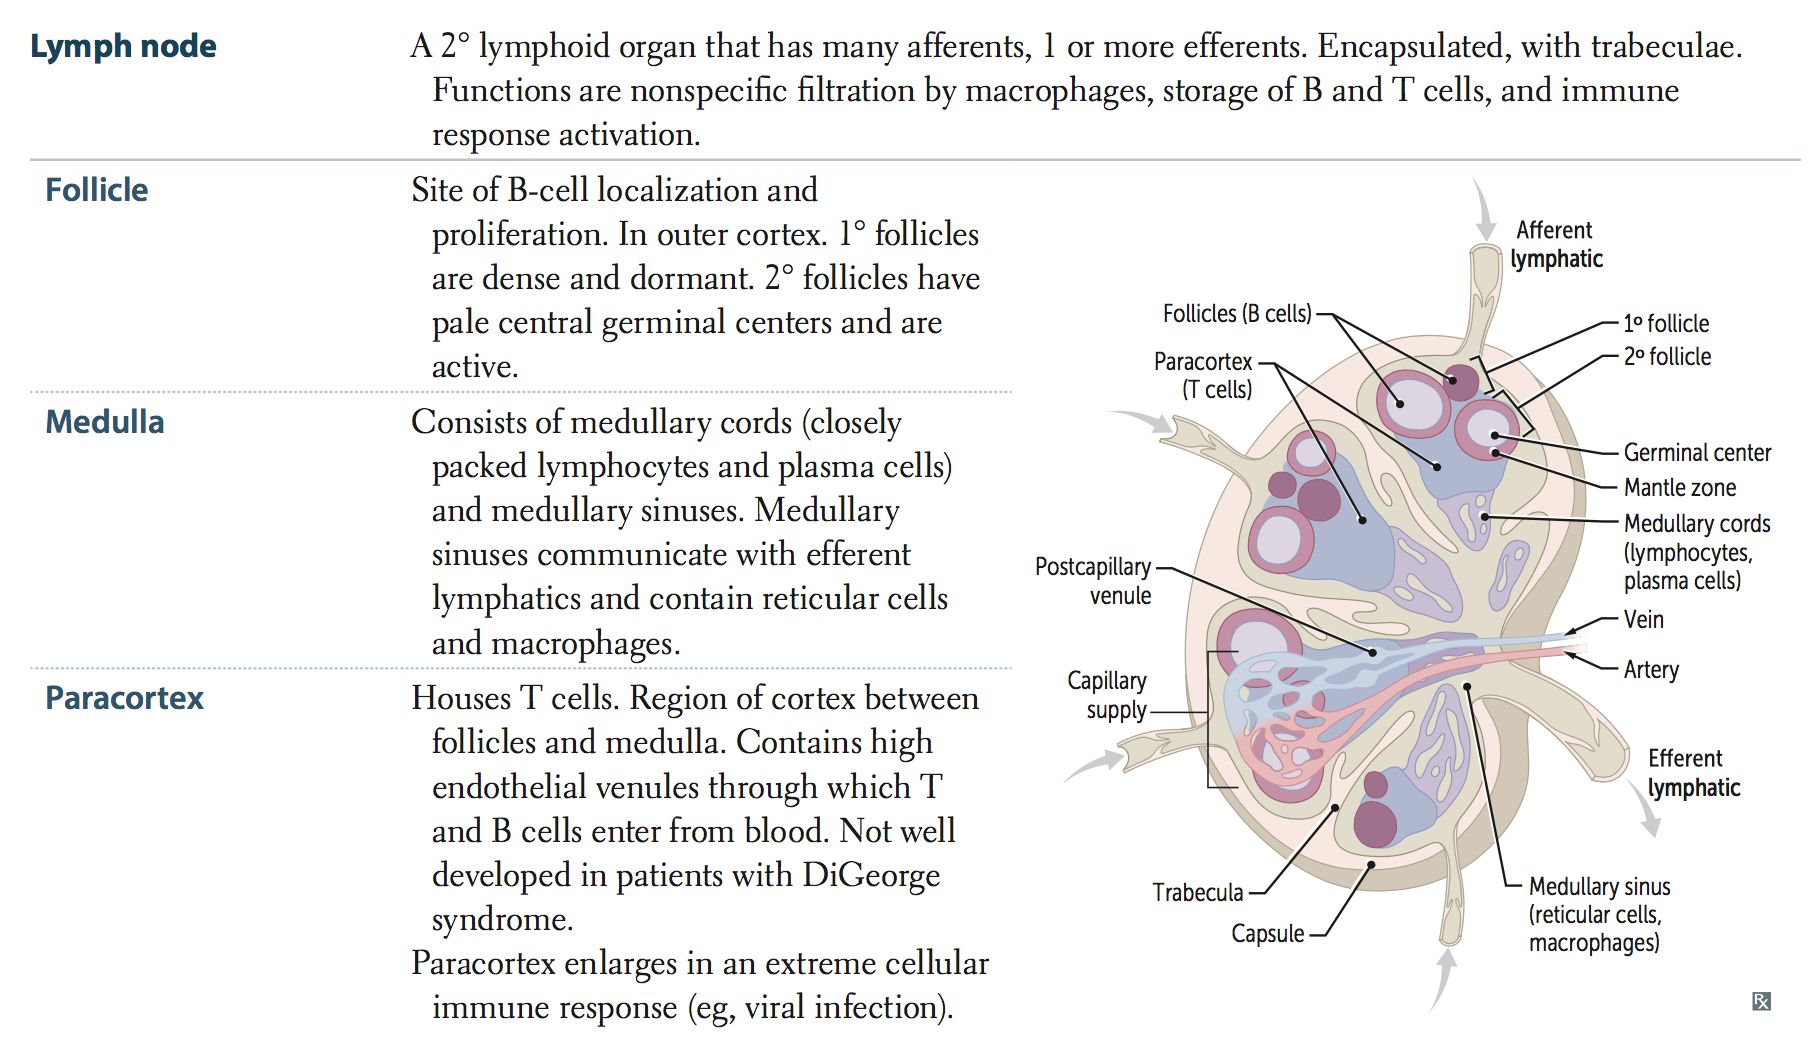 Lymph node
A 2° lymphoid organ that has many afferents, 1 or more efferents. Encapsulated, with trabeculae.
Functions are nonspecific filtration by macrophages, storage of B and T cells, and immune
response activation.
Follicle
Site of B-cell localization and
proliferation. In outer cortex. 1° follicles
are dense and dormant. 2° follicles have
pale central germinal centers and are
active.
Medulla
Consists of medullary cords (closely
packed lymphocytes and plasma cells)
and medullary sinuses. Medullary
sinuses communicate with efferent
lymphatics and contain reticular cells
and macrophages.
Paracortex
Houses T cells. Region of cortex between
follicles and medulla. Contains high
endothelial venules through which T
and B cells enter from blood. Not well
developed in patients with DiGeorge
syndrome.
Paracortex enlarges in an extreme cellular
immune response (eg, viral infection).
Afferent
lymphatic
Follicles (B cells)
1º follicle
2º follicle
Paracortex
(T cells)
Germinal center
Mantle zone
Medullary cords
(lymphocytes,
plasma cells)
Postcapillary
venule
Vein
Artery
Capillary
supply
Efferent
lymphatic
Trabecula
Capsule
Medullary sinus
(reticular cells,
macrophages)
Rx